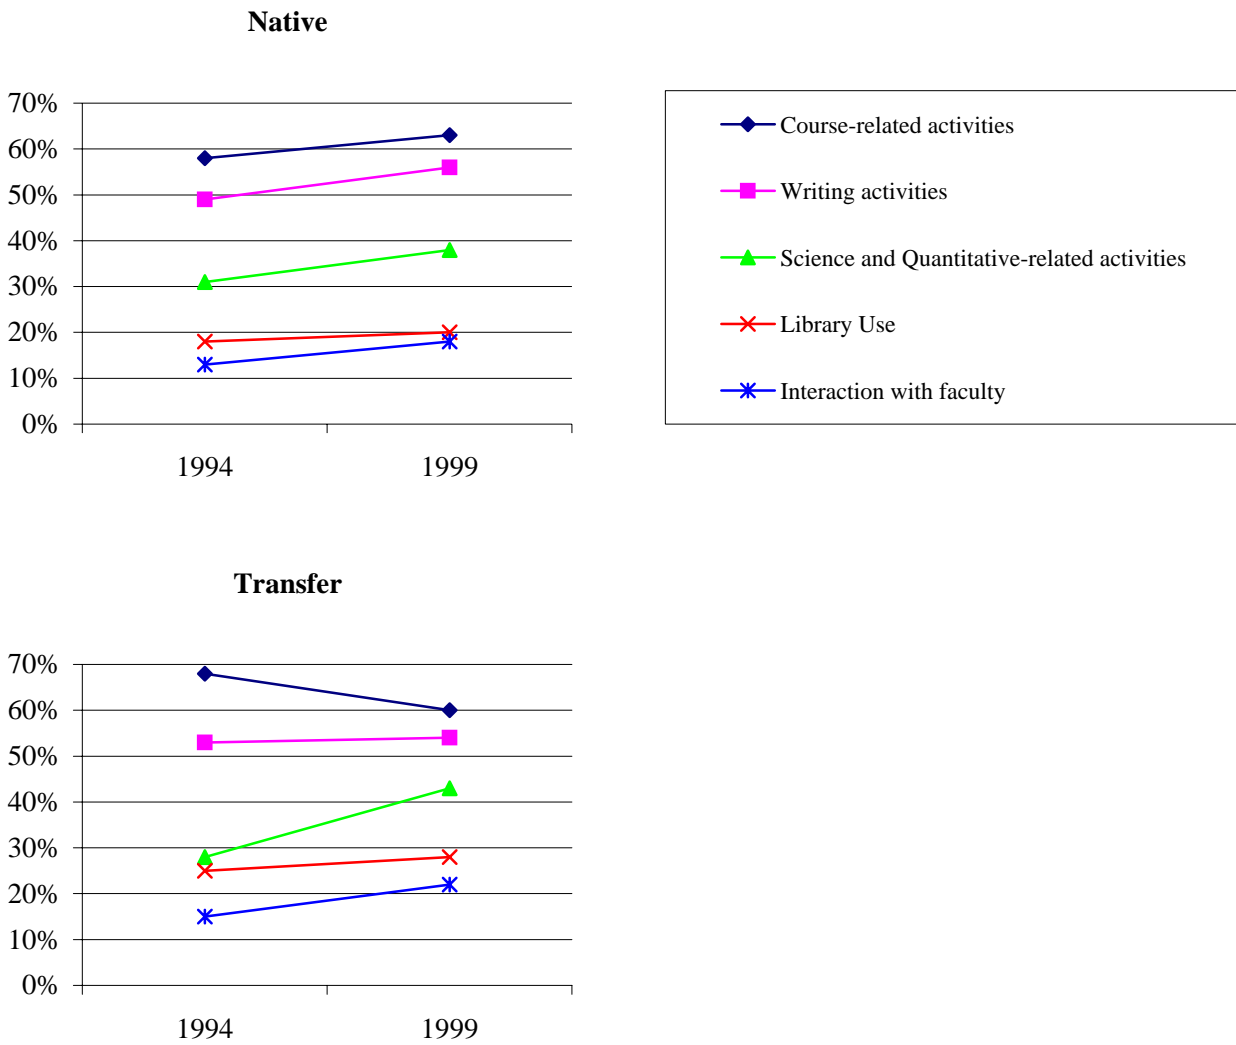 Native
70%
60%
50%
40%
30%
20%
10%
0%
1994 1999
Course-related activities
Writing activities
Science and Quantitative-related activities
Library Use
Interaction with faculty
Transfer
70%
60%
50%
40%
30%
20%
10%
0%
1994 1999